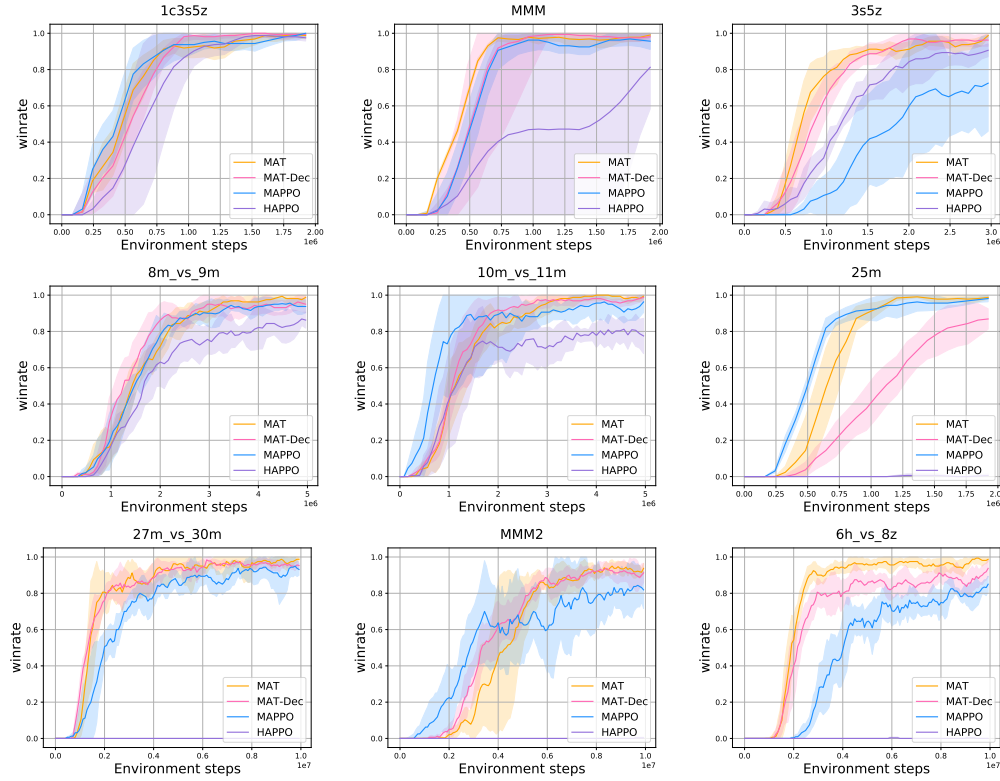 1c3s5z
winrate
1.0
0.8
0.6
0.4
0.2
0.0
MAT
MAT-Dec
MAPPO
HAPPO
0.00 0.25 0.50 0.75 1.00 1.25 1.50 1.75 2.00
1e6
Environment steps
MMM
winrate
1.0
0.8
0.6
0.4
0.2
0.0
MAT
MAT-Dec
MAPPO
HAPPO
0.00 0.25 0.50 0.75 1.00 1.25 1.50 1.75 2.00
1e6
Environment steps
3s5z
winrate
1.0
0.8
0.6
0.4
0.2
0.0
MAT
MAT-Dec
MAPPO
HAPPO
0.0 0.5 1.0 1.5 2.0 2.5 3.0
1e6
Environment steps
8m_vs_9m
winrate
1.0
0.8
0.6
0.4
0.2
0.0
MAT
MAT-Dec
MAPPO
HAPPO
0 1 2 3 4 5
1e6
Environment steps
10m_vs_11m
winrate
1.0
0.8
0.6
0.4
0.2
0.0
MAT
MAT-Dec
MAPPO
HAPPO
0 1 2 3 4 5
1e6
Environment steps
25m
winrate
1.0
0.8
0.6
0.4
0.2
0.0
MAT
MAT-Dec
MAPPO
HAPPO
0.00 0.25 0.50 0.75 1.00 1.25 1.50 1.75 2.0
1e6
Environment steps
27m_vs_30m
winrate
1.0
0.8
0.6
0.4
0.2
0.0
MAT
MAT-Dec
MAPPO
HAPPO
0.0 0.2 0.4 0.6 0.8 1.0
1e7
Environment steps
MMM2
winrate
1.0
0.8
0.6
0.4
0.2
0.0
MAT
MAT-Dec
MAPPO
HAPPO
0.0 0.2 0.4 0.6 0.8 1.0
1e7
Environment steps
6h_vs_8z
winrate
1.0
0.8
0.6
0.4
0.2
0.0
MAT
MAT-Dec
MAPPO
HAPPO
0.0 0.2 0.4 0.6 0.8 1.0
1e7
Environment steps